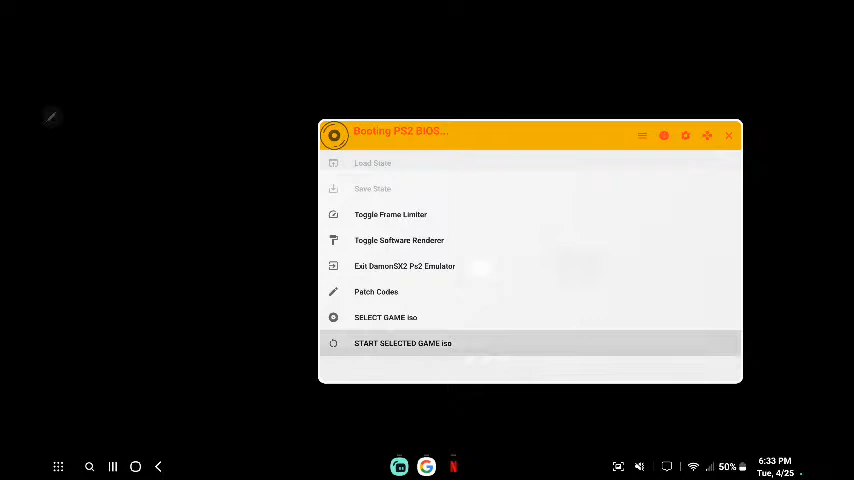 Booting PS2 BIOS...
Load State
Save State
Toggle Frame Limiter
Toggle Software Renderer
Exit DamonSX2 Ps2 Emulator
Patch Codes
SELECT GAME iso
START SELECTED GAME iso
50%
6:33 PM
Tue, 4/25